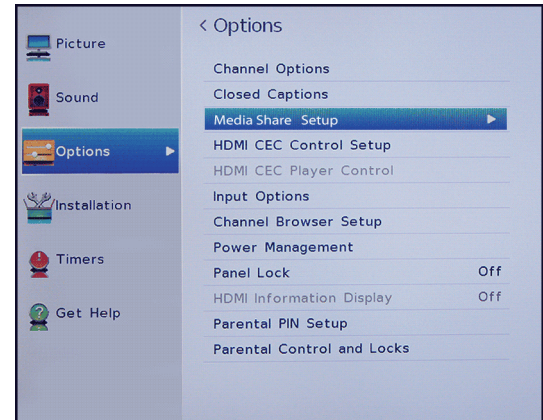 Picture
Sound
Options
Installation
Timers
Get Help
Options
Channel Options
Closed Captions
Media Share Setup
HDMI CEC Control Setup
HDMI CEC Player Control
Input Options
Channel Browser Setup
Power Management
Panel Lock Off
HDMI Information Display Off
Parental PIN Setup
Parental Control and Locks